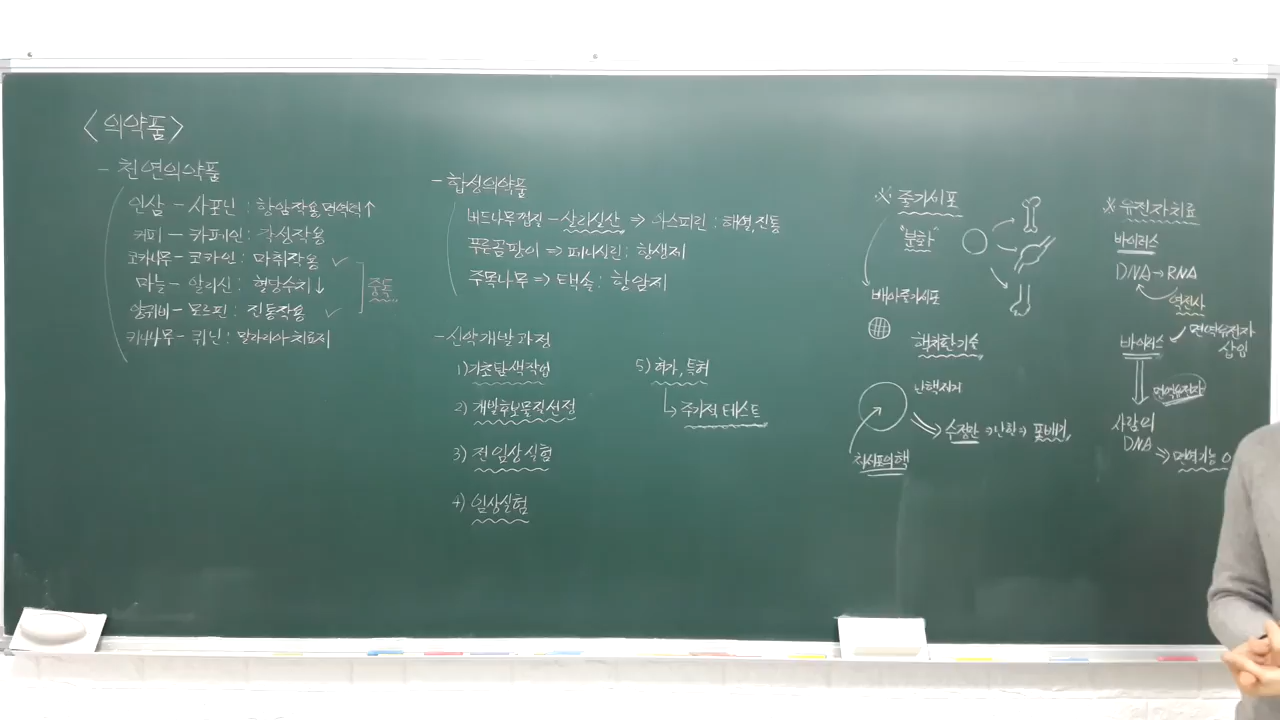 <의약품>
- 천연의약품
인삼 - 사포닌 : 항암작용, 면역력↑
커피 - 카페인 : 각성작용
코카나무 - 코카인 : 마취작용 ✓
마늘 - 알리신 : 혈당수치↓
양귀비 - 모르핀 : 진통작용 ✓
키나나무 - 퀴닌 : 말라리아 치료제
중독
- 합성의약품
버드나무껍질 - 살리실산 ⇒ 아스피린 : 해열, 진통
푸른곰팡이 ⇒ 페니실린 : 항생제
주목나무 ⇒ 택솔 : 항암제
- 신약개발과정
1) 기초탐색작업
2) 개발후보물질선정
3) 전임상시험
4) 임상실험
5) 허가, 특허
추가적 테스트
※ 줄기세포
"분화"
배아줄기세포
핵치환기술
난핵제거
체세포의핵
수정란 ⇒ 난할 ⇒ 포배기,
※ 유전자치료
바이러스
DNA → RNA
역전사
바이러스 ← 면역유전자
삽입
면역유전자
사람의
DNA
⇒ 면역기능 O